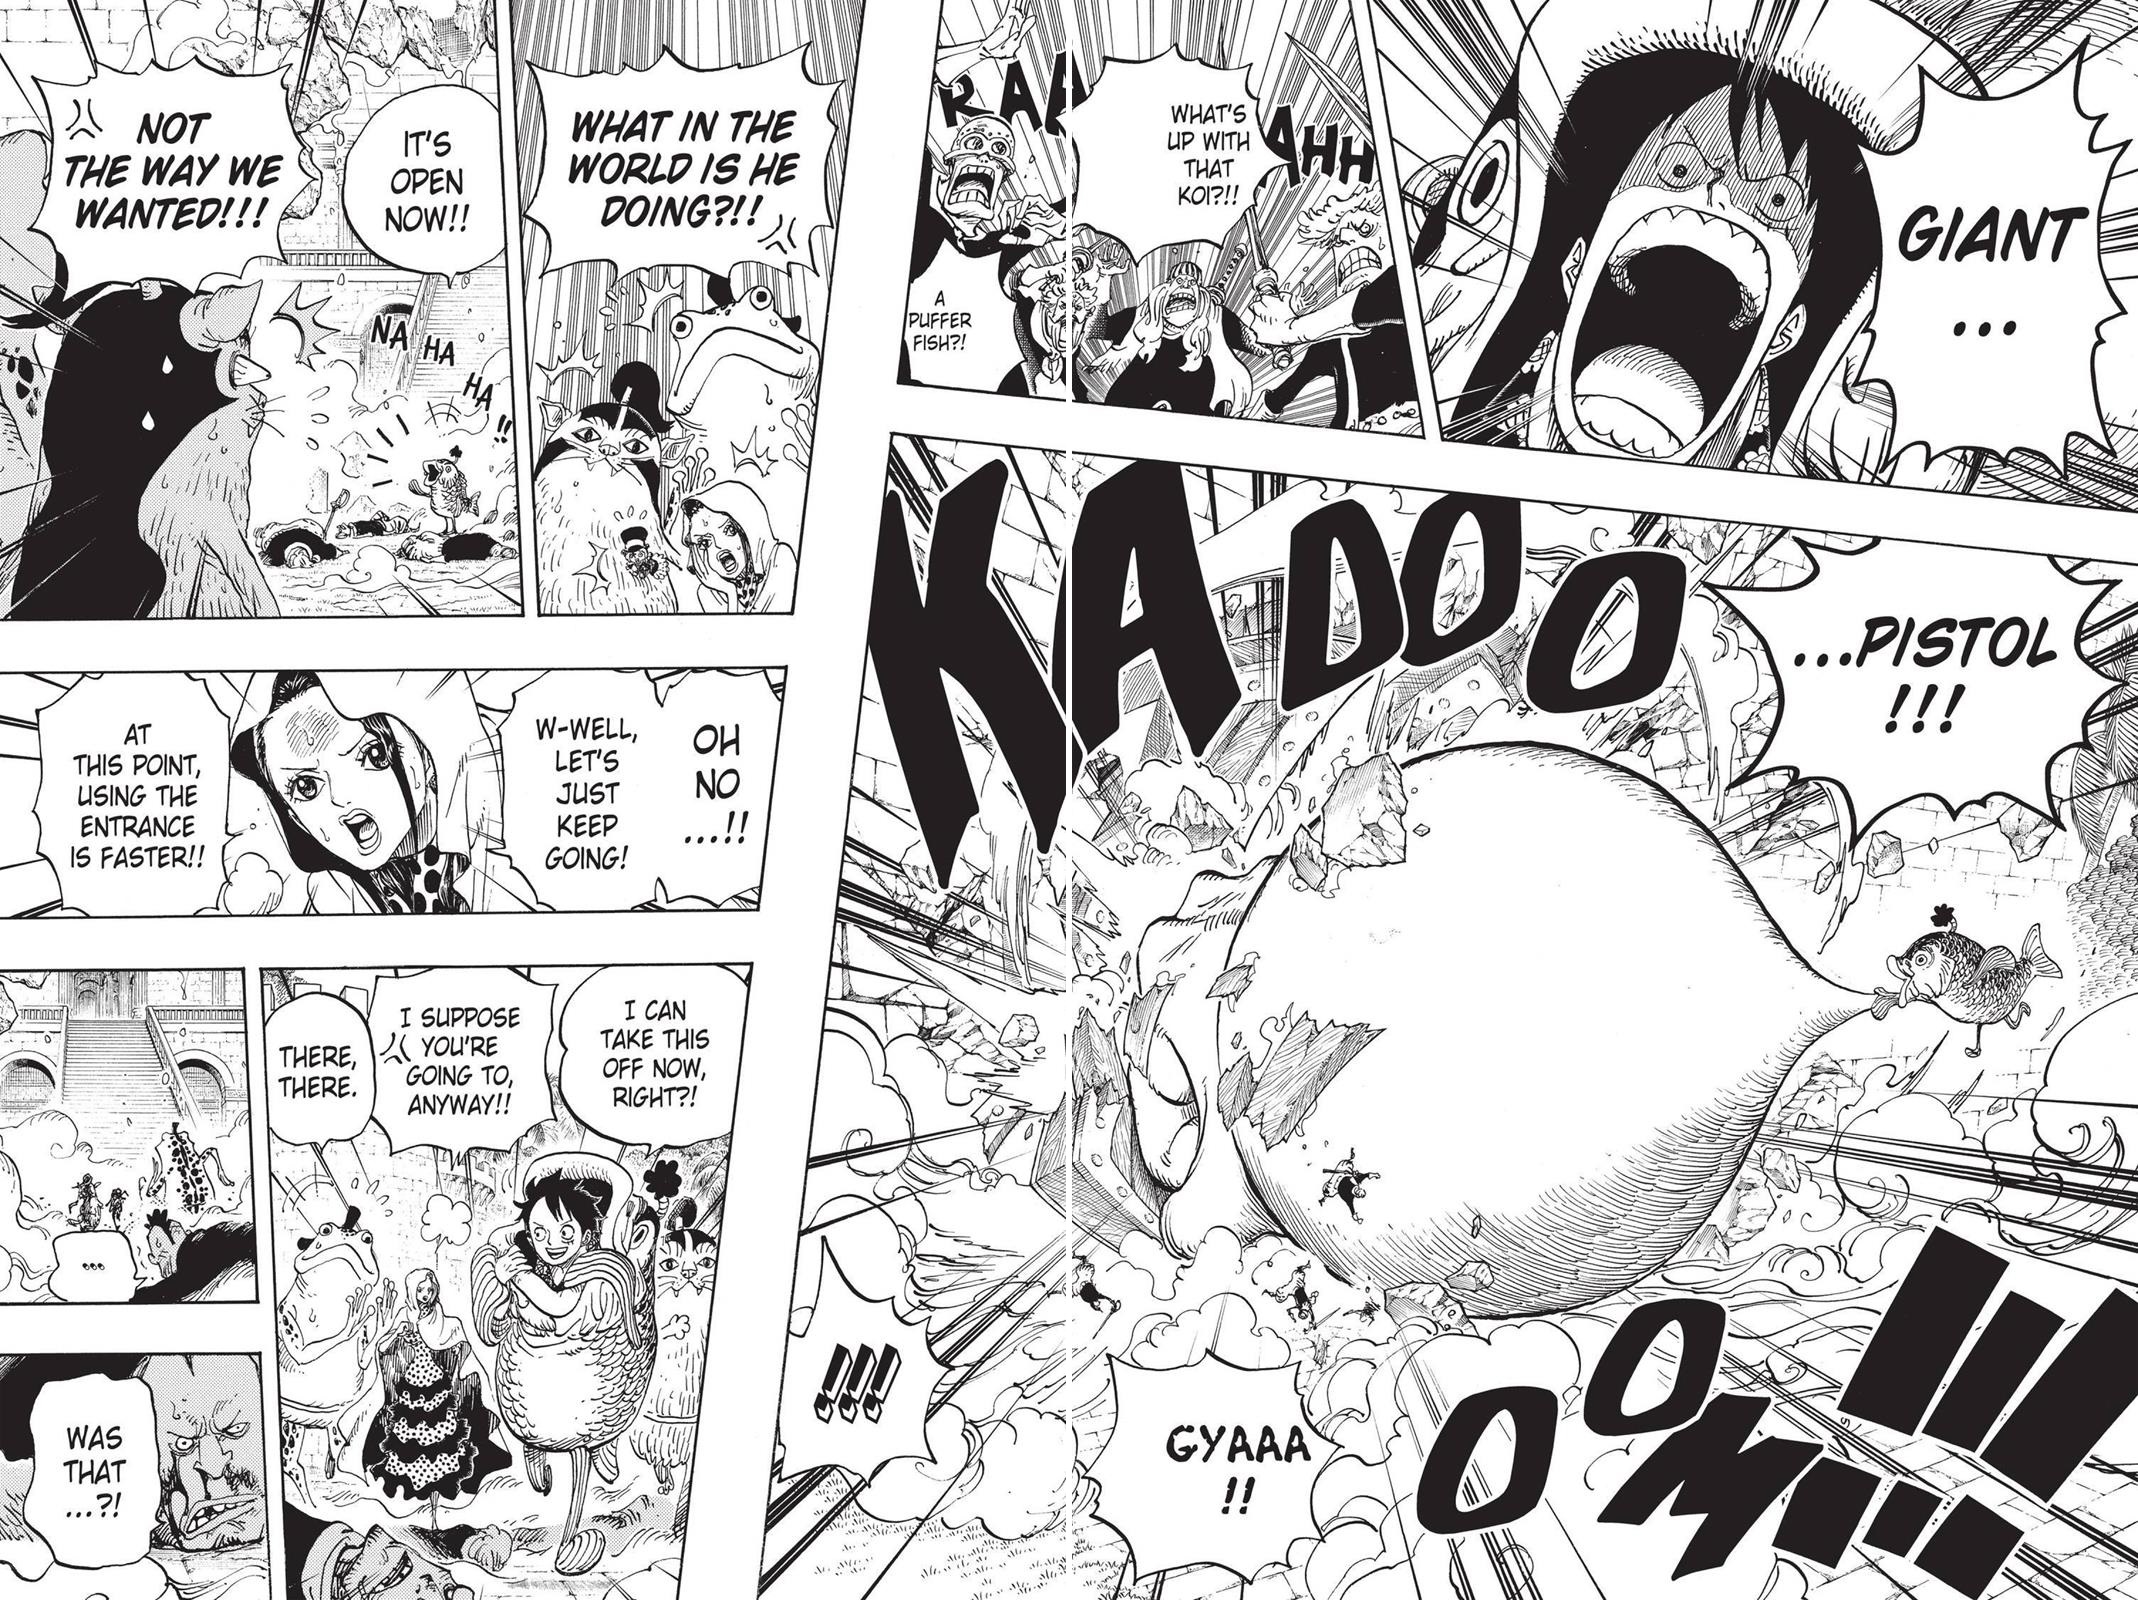 GIANT
...
WHAT'S
UP WITH
THAT
KOI?!!
RAAAHHH
A
PUFFER
FISH?!
...PISTOL
!!!
KADOOO
OOM!!!
!!!
GYAAA
!!
!!!!
WHAT IN THE
WORLD IS HE
DOING?!!
IT'S
OPEN
NOW!!
NA HA
HA !!
NOT
THE WAY WE
WANTED!!!
OH
NO
...!!
W-WELL,
LET'S
JUST
KEEP
GOING!
AT
THIS POINT,
USING THE
ENTRANCE
IS FASTER!!
I CAN
TAKE THIS
OFF NOW,
RIGHT?!
I SUPPOSE
YOU'RE
GOING TO,
ANYWAY!!
THERE,
THERE.
...
WAS
THAT
...?!